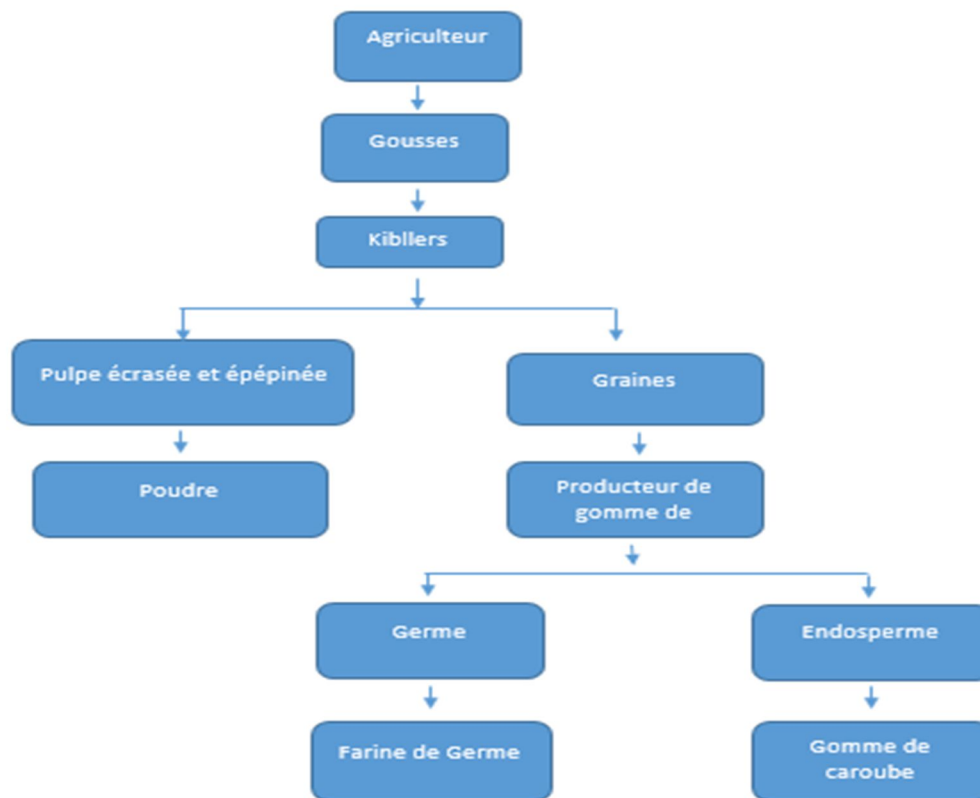 Agriculteur
Gousses
Kibllers
Pulpe écrasée et épépinée
Graines
Poudre
Producteur de
gomme de
Germe
Endosperme
Farine de Germe
Gomme de
caroube